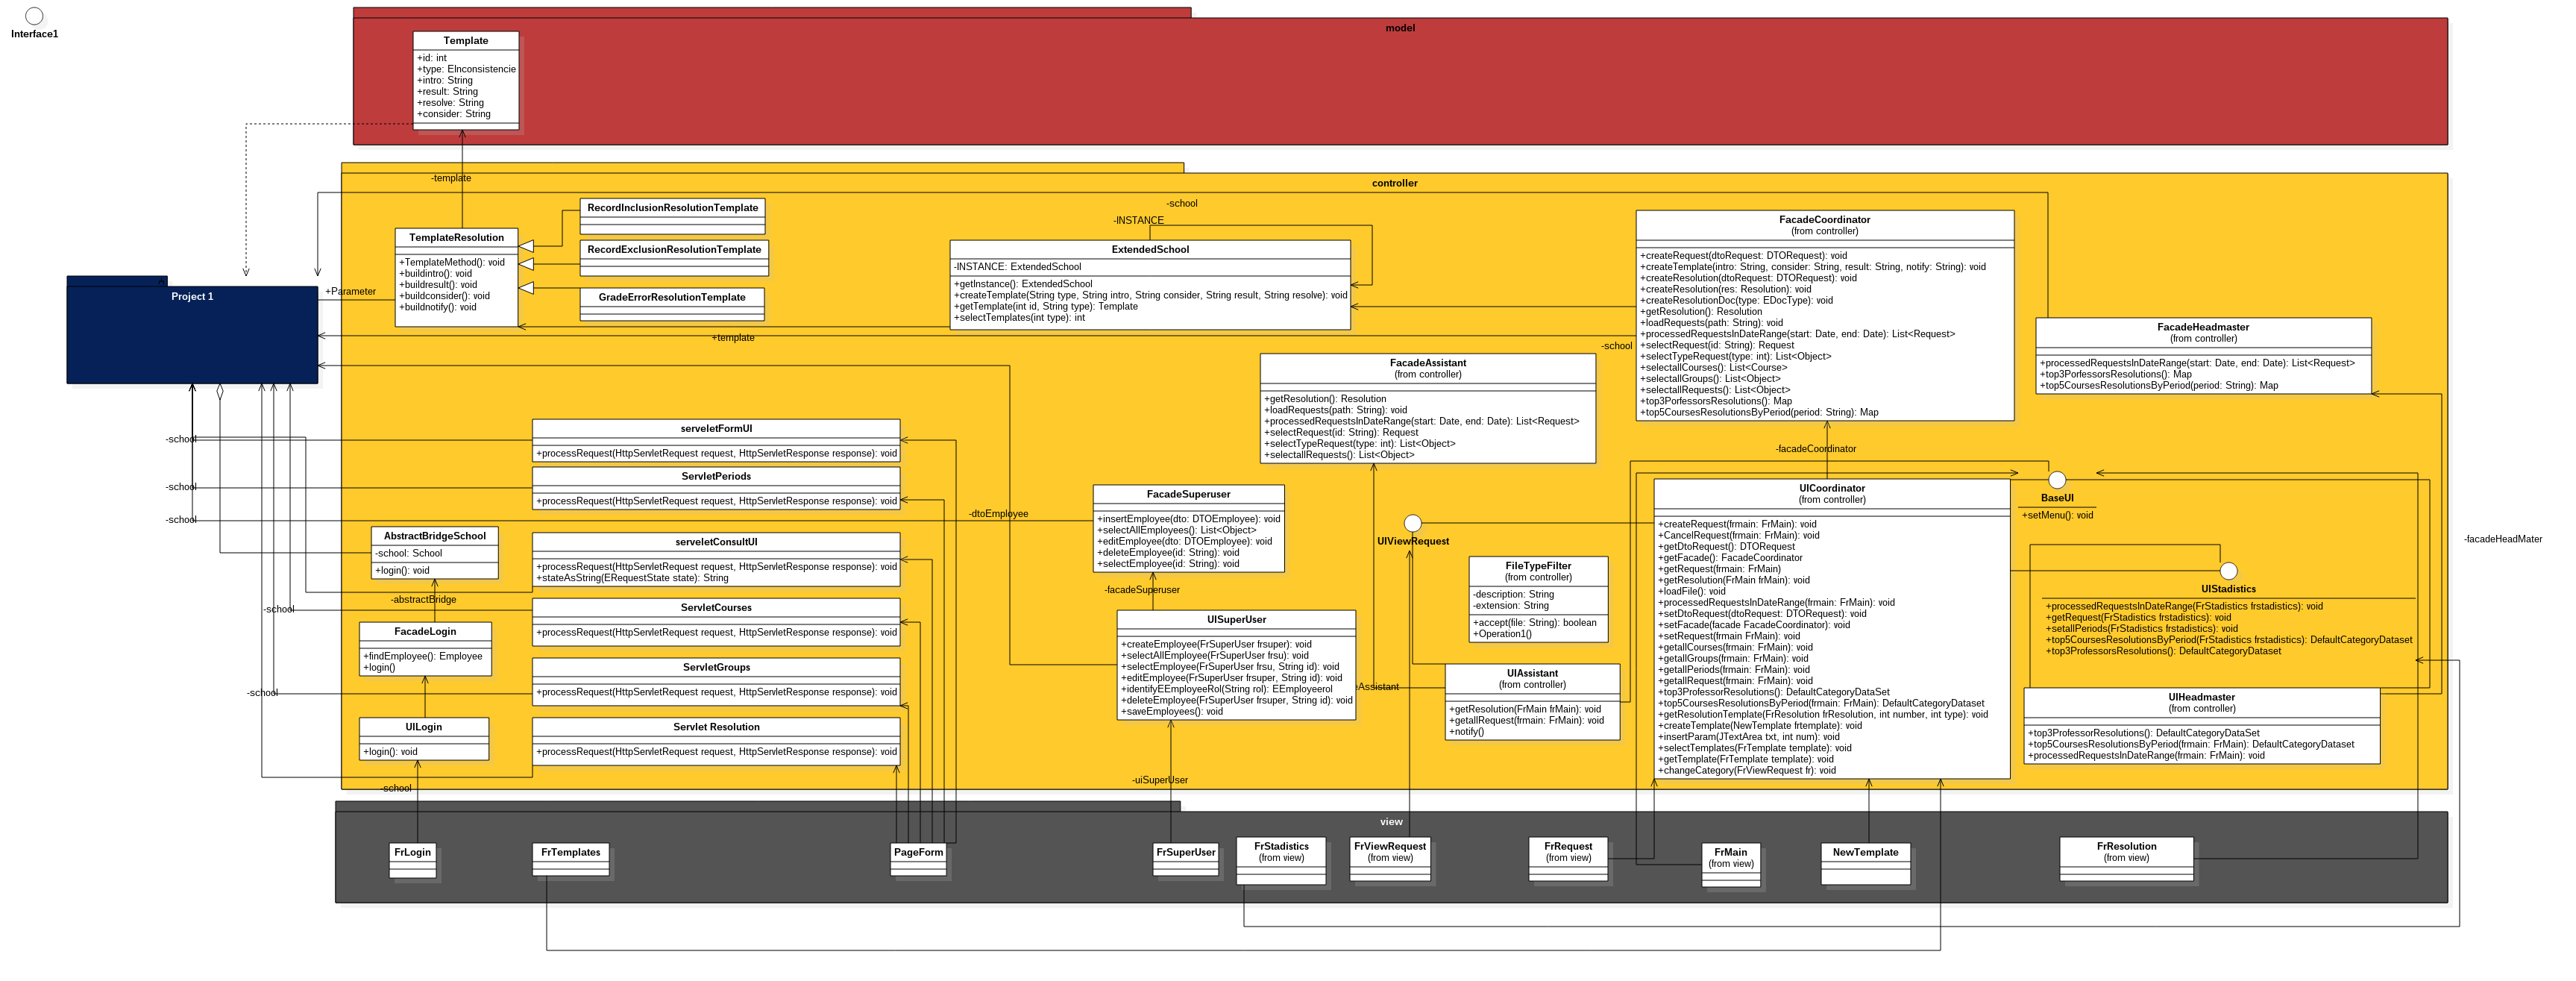 Interface1
model
Template
+id: int
+type: EInconsistencie
+intro: String
+result: String
+resolve: String
+consider: String
-template
controller
-school
Project 1
+Parameter
TemplateResolution
+TemplateMethod(): void
+buildintro(): void
+buildresult(): void
+buildconsider(): void
+buildnotify(): void
RecordInclusionResolutionTemplate
RecordExclusionResolutionTemplate
GradeErrorResolutionTemplate
-INSTANCE
ExtendedSchool
-INSTANCE: ExtendedSchool
+getInstance(): ExtendedSchool
+createTemplate(String type, String intro, String consider, String result, String resolve): void
+getTemplate(int id, String type): Template
+selectTemplates(int type): int
+template
-school
FacadeCoordinator
(from controller)
+createRequest(dtoRequest: DTORequest): void
+createTemplate(intro: String, consider: String, result: String, notify: String): void
+createResolution(dtoRequest: DTORequest): void
+createResolution(res: Resolution): void
+createResolutionDoc(type: EDocType): void
+getResolution(): Resolution
+loadRequests(path: String): void
+processedRequestsInDateRange(start: Date, end: Date): List<Request>
+selectRequest(id: String): Request
+selectTypeRequest(type: int): List<Object>
+selectallCourses(): List<Course>
+selectallGroups(): List<Object>
+selectallRequests(): List<Object>
+top3PorfessorsResolutions(): Map
+top5CoursesResolutionsByPeriod(period: String): Map
FacadeHeadmaster
(from controller)
+processedRequestsInDateRange(start: Date, end: Date): List<Request>
+top3PorfessorsResolutions(): Map
+top5CoursesResolutionsByPeriod(period: String): Map
FacadeAssistant
(from controller)
+getResolution(): Resolution
+loadRequests(path: String): void
+processedRequestsInDateRange(start: Date, end: Date): List<Request>
+selectRequest(id: String): Request
+selectTypeRequest(type: int): List<Object>
+selectallRequests(): List<Object>
-school
serveletFormUI
+processRequest(HttpServletRequest request, HttpServletResponse response): void
-school
ServletPeriods
+processRequest(HttpServletRequest request, HttpServletResponse response): void
-school
serveletConsultUI
+processRequest(HttpServletRequest request, HttpServletResponse response): void
+stateAsString(ERequestState state): String
-school
ServletCourses
+processRequest(HttpServletRequest request, HttpServletResponse response): void
-school
ServletGroups
+processRequest(HttpServletRequest request, HttpServletResponse response): void
Servlet Resolution
+processRequest(HttpServletRequest request, HttpServletResponse response): void
AbstractBridgeSchool
-school: School
+login(): void
-abstractBridge
FacadeLogin
+findEmployee(): Employee
+login()
UILogin
+login(): void
-school
-dtoEmployee
FacadeSuperuser
+insertEmployee(dto: DTOEmployee): void
+selectAllEmployees(): List<Object>
+editEmployee(dto: DTOEmployee): void
+deleteEmployee(id: String): void
+selectEmployee(id: String): void
-facadeSuperuser
UISuperUser
+createEmployee(FrSuperUser frsuper): void
+selectAllEmployee(FrSuperUser frsu): void
+selectEmployee(FrSuperUser frsu, String id): void
+editEmployee(FrSuperUser frsuper, String id): void
+identifyEEmployeeRol(String rol): EEmployeerol
+deleteEmployee(FrSuperUser frsuper, String id): void
+saveEmployees(): void
-uiSuperUser
UIViewRequest
FileTypeFilter
(from controller)
-description: String
-extension: String
+accept(file: String): boolean
+Operation1()
eAssistant
UIAssistant
(from controller)
+getResolution(FrMain frMain): void
+getallRequest(frmain: FrMain): void
+notify()
-facadeCoordinator
UICoordinator
(from controller)
+createRequest(frmain: FrMain): void
+CancelRequest(frmain: FrMain): void
+getDtoRequest(): DTORequest
+getFacade(): FacadeCoordinator
+getRequest(frmain: FrMain)
+getResolution(FrMain frMain): void
+loadFile(): void
+processedRequestsInDateRange(frmain: FrMain): void
+setDtoRequest(dtoRequest: DTORequest): void
+setFacade(facade FacadeCoordinator): void
+setRequest(frmain FrMain): void
+getallCourses(frmain: FrMain): void
+getallGroups(frmain: FrMain): void
+getallPeriods(frmain: FrMain): void
+getallRequest(frmain: FrMain): void
+top3ProfessorResolutions(): DefaultCategoryDataSet
+top5CoursesResolutionsByPeriod(frmain: FrMain): DefaultCategoryDataset
+getResolutionTemplate(FrResolution frResolution, int number, int type): void
+createTemplate(NewTemplate frtemplate): void
+insertParam(JTextArea txt, int num): void
+selectTemplates(FrTemplate template): void
+getTemplate(FrTemplate template): void
+changeCategory(FrViewRequest fr): void
BaseUI
+setMenu(): void
UIStadistics
+processedRequestsInDateRange(FrStadistics frstadistics): void
+getRequest(FrStadistics frstadistics): void
+setallPeriods(FrStadistics frstadistics): void
+top5CoursesResolutionsByPeriod(FrStadistics frstadistics): DefaultCategoryDataset
+top3ProfessorsResolutions(): DefaultCategoryDataset
-facadeHeadMater
UIHeadmaster
(from controller)
+top3ProfessorResolutions(): DefaultCategoryDataSet
+top5CoursesResolutionsByPeriod(frmain: FrMain): DefaultCategoryDataset
+processedRequestsInDateRange(frmain: FrMain): void
view
FrLogin
FrTemplates
PageForm
FrSuperUser
FrStadistics
(from view)
FrViewRequest
(from view)
FrRequest
(from view)
FrMain
(from view)
NewTemplate
FrResolution
(from view)